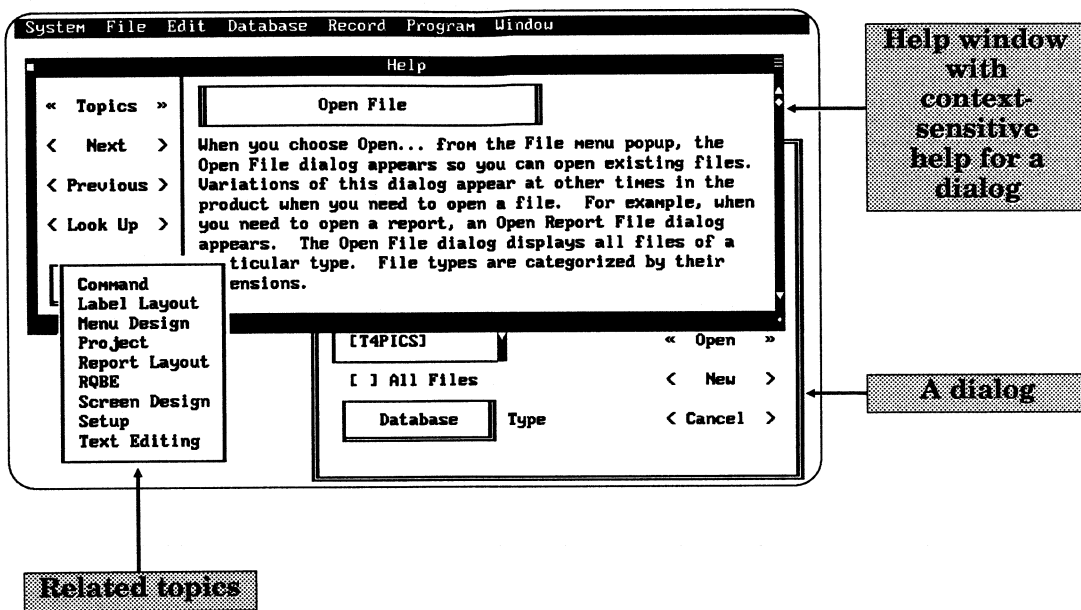 System File Edit Database Record Program Window
Help
« Topics »
< Next >
< Previous >
< Look Up >
Open File
When you choose Open... from the File menu popup, the
Open File dialog appears so you can open existing files.
Variations of this dialog appear at other times in the
product when you need to open a file. For example, when
you need to open a report, an Open Report File dialog
appears. The Open File dialog displays all files of a
ticular type. File types are categorized by their
ensions.
Command
Label Layout
Menu Design
Project
Report Layout
RQBE
Screen Design
Setup
Text Editing
[T4PICS]
[ ] All Files
Database Type
« Open »
< New >
< Cancel >
Help window
with
context-
sensitive
help for a
dialog
A dialog
Related topics